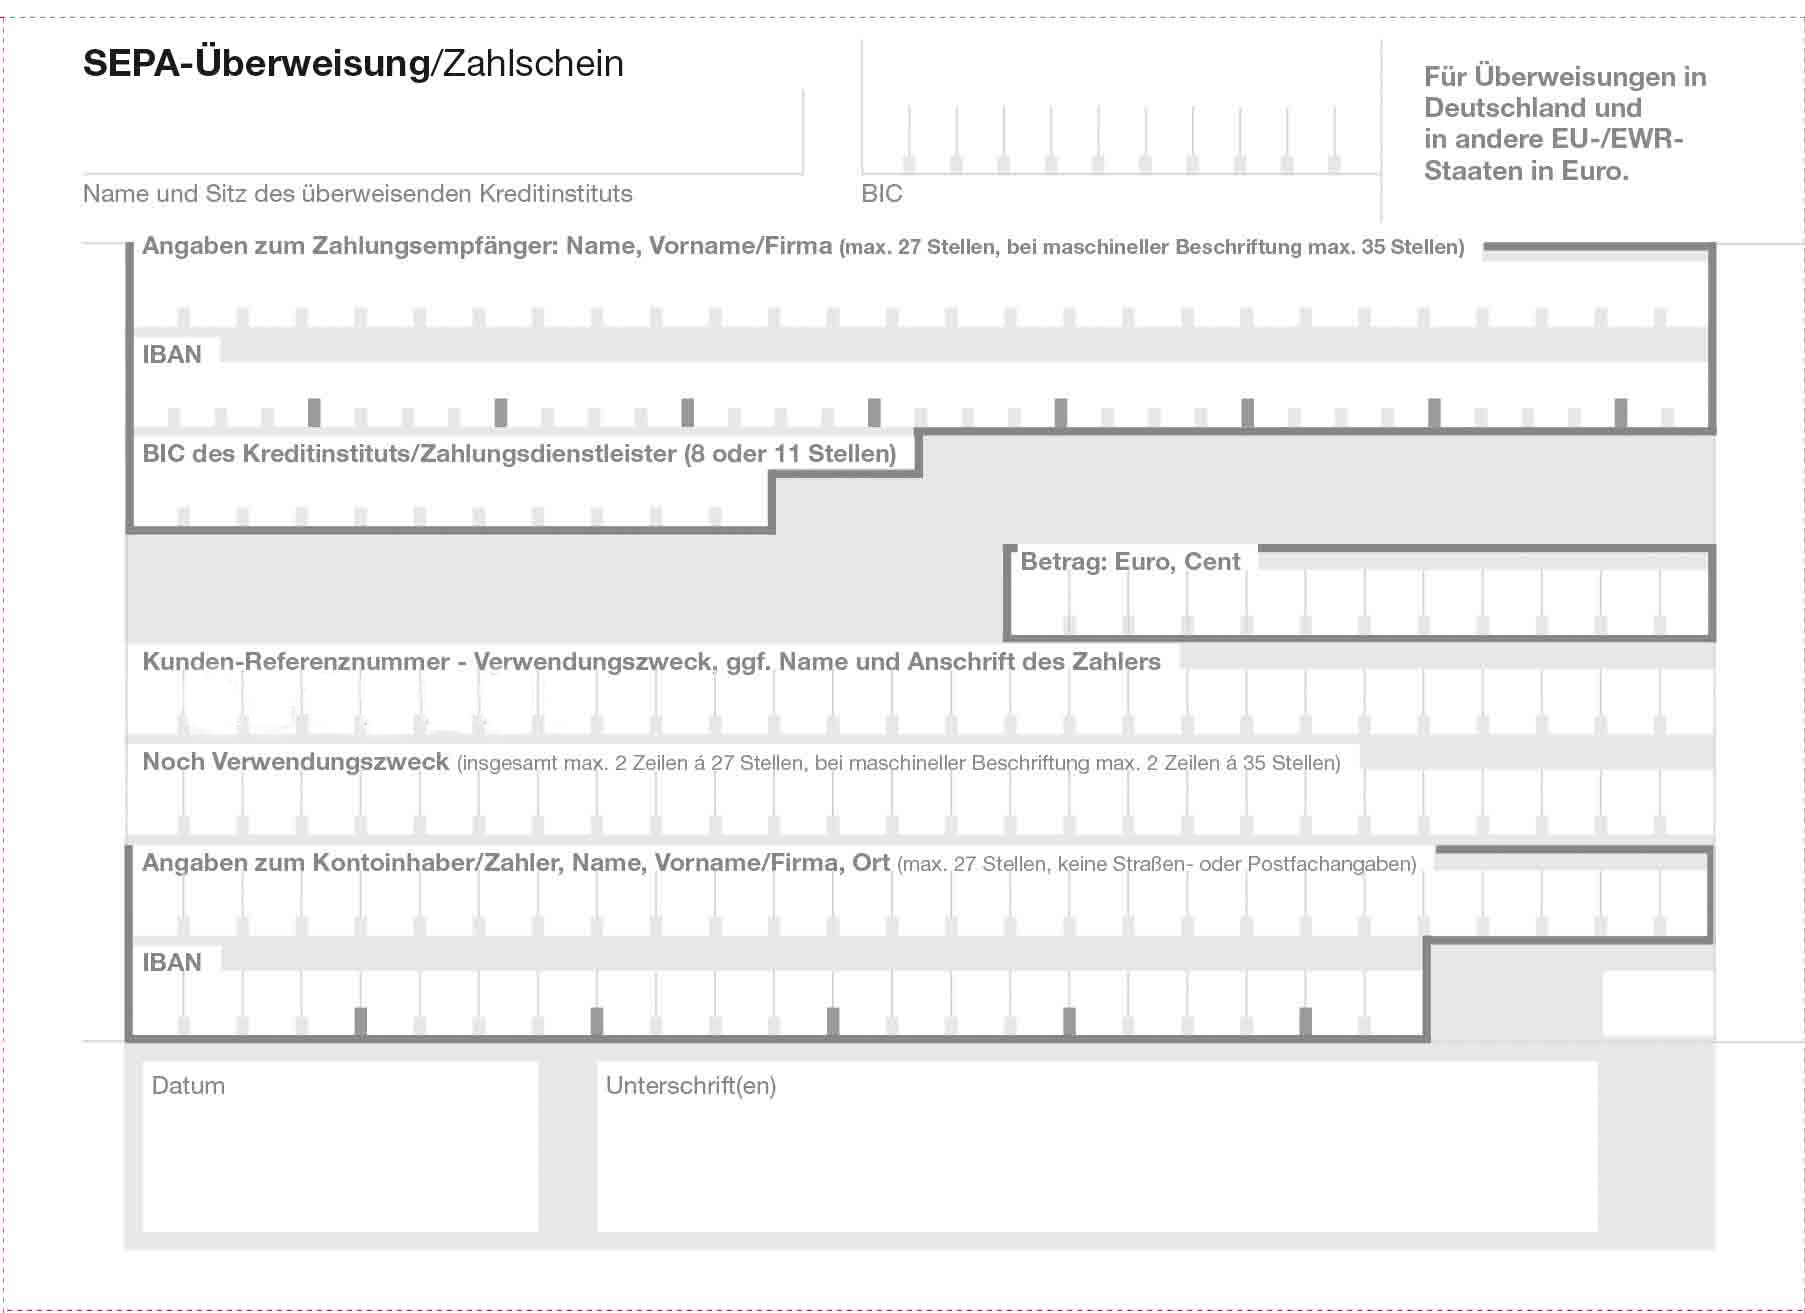 SEPA-Überweisung/Zahlschein
Für Überweisungen in
Deutschland und
in andere EU-/EWR-
Staaten in Euro.
Name und Sitz des überweisenden Kreditinstituts
BIC
Angaben zum Zahlungsempfänger: Name, Vorname/Firma (max. 27 Stellen, bei maschineller Beschriftung max. 35 Stellen)
IBAN
BIC des Kreditinstituts/Zahlungsdienstleister (8 oder 11 Stellen)
Betrag: Euro, Cent
Kunden-Referenznummer - Verwendungszweck, ggf. Name und Anschrift des Zahlers
Noch Verwendungszweck (insgesamt max. 2 Zeilen á 27 Stellen, bei maschineller Beschriftung max. 2 Zeilen á 35 Stellen)
Angaben zum Kontoinhaber/Zahler, Name, Vorname/Firma, Ort (max. 27 Stellen, keine Straßen- oder Postfachangaben)
IBAN
Datum
Unterschrift(en)